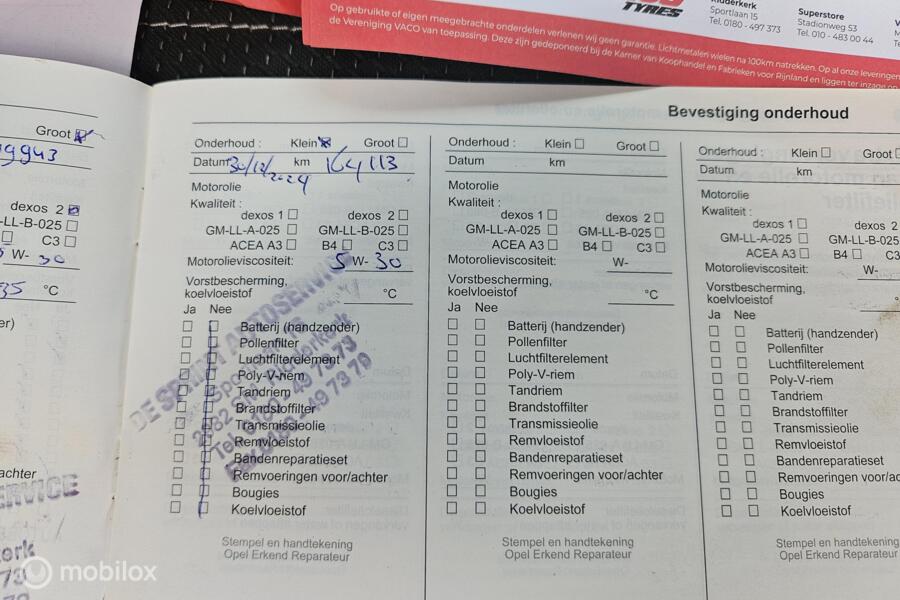 Op gebruikte of eigen meegebrachte onderdelen verlenen wij geen garantie. Lichtmetalen wielen na 100km natrekken. Op al onze leveringen
de Vereniging VACO van toepassing. Deze zijn gedeponeerd bij de Kamer van Koophandel en Fabrieken voor Rijnland en liggen ter inzage op
TYRES
Ridderkerk
Sportlaan 15
Tel. 0180 - 497 373
Superstore
Stadionweg 53
Tel. 010 - 483 00 44
Bevestiging onderhoud
Groot
dexos 2
-LL-B-025
C3
W- 30
35 °C
achter
SERVICE
Onderhoud : Klein Groot
Datum 30/12/2024 km 164113
Motorolie
Kwaliteit :
dexos 1 dexos 2
GM-LL-A-025 GM-LL-B-025
ACEA A3 B4 C3
Motorolieviscositeit: 5 W- 30
Vorstbescherming,
koelvloeistof °C
Ja Nee
Batterij (handzender)
Pollenfilter
Luchtfilterelement
Poly-V-riem
Tandriem
Brandstoffilter
Transmissieolie
Remvloeistof
Bandenreparatieset
Remvoeringen voor/achter
Bougies
Koelvloeistof
Stempel en handtekening
Opel Erkend Reparateur
DE SPIL AUTOSERVICE
Ridderkerk
Onderhoud : Klein Groot
Datum km
Motorolie
Kwaliteit :
dexos 1 dexos 2
GM-LL-A-025 GM-LL-B-025
ACEA A3 B4 C3
Motorolieviscositeit: W-
Vorstbescherming,
koelvloeistof °C
Ja Nee
Batterij (handzender)
Pollenfilter
Luchtfilterelement
Poly-V-riem
Tandriem
Brandstoffilter
Transmissieolie
Remvloeistof
Bandenreparatieset
Remvoeringen voor/achter
Bougies
Koelvloeistof
Stempel en handtekening
Opel Erkend Reparateur
Onderhoud : Klein Groot
Datum km
Motorolie
Kwaliteit :
dexos 1
GM-LL-A-025 GM-LL-B-025
ACEA A3 B4 C3
Motorolieviscositeit: W-
Vorstbescherming,
koelvloeistof
Ja Nee
Batterij (handzender)
Pollenfilter
Luchtfilterelement
Poly-V-riem
Tandriem
Brandstoffilter
Transmissieolie
Remvloeistof
Bandenreparatieset
Remvoeringen voor/ac
Bougies
Koelvloeistof
Stempel en handtekening
Opel Erkend Reparateur
mobilox